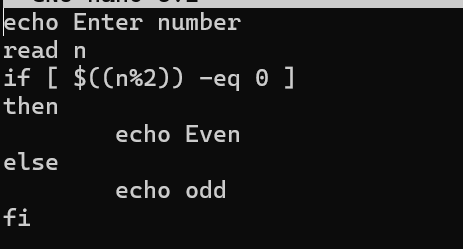 echo Enter number
read n
if [ $((n%2)) -eq 0 ]
then
        echo Even
else
        echo odd
fi